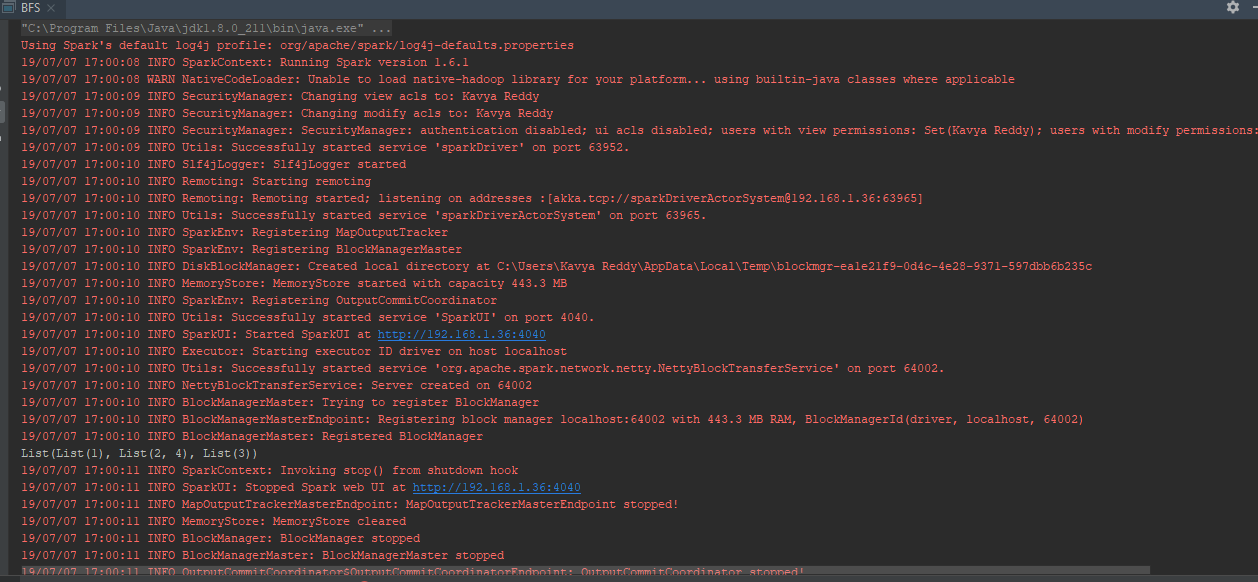 BFS
"C:\Program Files\Java\jdk1.8.0_211\bin\java.exe" ...
Using Spark's default log4j profile: org/apache/spark/log4j-defaults.properties
19/07/07 17:00:08 INFO SparkContext: Running Spark version 1.6.1
19/07/07 17:00:08 WARN NativeCodeLoader: Unable to load native-hadoop library for your platform... using builtin-java classes where applicable
19/07/07 17:00:09 INFO SecurityManager: Changing view acls to: Kavya Reddy
19/07/07 17:00:09 INFO SecurityManager: Changing modify acls to: Kavya Reddy
19/07/07 17:00:09 INFO SecurityManager: SecurityManager: authentication disabled; ui acls disabled; users with view permissions: Set(Kavya Reddy); users with modify permissions:
19/07/07 17:00:09 INFO Utils: Successfully started service 'sparkDriver' on port 63952.
19/07/07 17:00:10 INFO Slf4jLogger: Slf4jLogger started
19/07/07 17:00:10 INFO Remoting: Starting remoting
19/07/07 17:00:10 INFO Remoting: Remoting started; listening on addresses :[akka.tcp://sparkDriverActorSystem@192.168.1.36:63965]
19/07/07 17:00:10 INFO Utils: Successfully started service 'sparkDriverActorSystem' on port 63965.
19/07/07 17:00:10 INFO SparkEnv: Registering MapOutputTracker
19/07/07 17:00:10 INFO SparkEnv: Registering BlockManagerMaster
19/07/07 17:00:10 INFO DiskBlockManager: Created local directory at C:\Users\Kavya Reddy\AppData\Local\Temp\blockmgr-ea1e21f9-0d4c-4e28-9371-597dbb6b235c
19/07/07 17:00:10 INFO MemoryStore: MemoryStore started with capacity 443.3 MB
19/07/07 17:00:10 INFO SparkEnv: Registering OutputCommitCoordinator
19/07/07 17:00:10 INFO Utils: Successfully started service 'SparkUI' on port 4040.
19/07/07 17:00:10 INFO SparkUI: Started SparkUI at http://192.168.1.36:4040
19/07/07 17:00:10 INFO Executor: Starting executor ID driver on host localhost
19/07/07 17:00:10 INFO Utils: Successfully started service 'org.apache.spark.network.netty.NettyBlockTransferService' on port 64002.
19/07/07 17:00:10 INFO NettyBlockTransferService: Server created on 64002
19/07/07 17:00:10 INFO BlockManagerMaster: Trying to register BlockManager
19/07/07 17:00:10 INFO BlockManagerMasterEndpoint: Registering block manager localhost:64002 with 443.3 MB RAM, BlockManagerId(driver, localhost, 64002)
19/07/07 17:00:10 INFO BlockManagerMaster: Registered BlockManager
List(List(1), List(2, 4), List(3))
19/07/07 17:00:11 INFO SparkContext: Invoking stop() from shutdown hook
19/07/07 17:00:11 INFO SparkUI: Stopped Spark web UI at http://192.168.1.36:4040
19/07/07 17:00:11 INFO MapOutputTrackerMasterEndpoint: MapOutputTrackerMasterEndpoint stopped!
19/07/07 17:00:11 INFO MemoryStore: MemoryStore cleared
19/07/07 17:00:11 INFO BlockManager: BlockManager stopped
19/07/07 17:00:11 INFO BlockManagerMaster: BlockManagerMaster stopped
19/07/07 17:00:11 INFO OutputCommitCoordinator$OutputCommitCoordinatorEndpoint: OutputCommitCoordinator stopped!